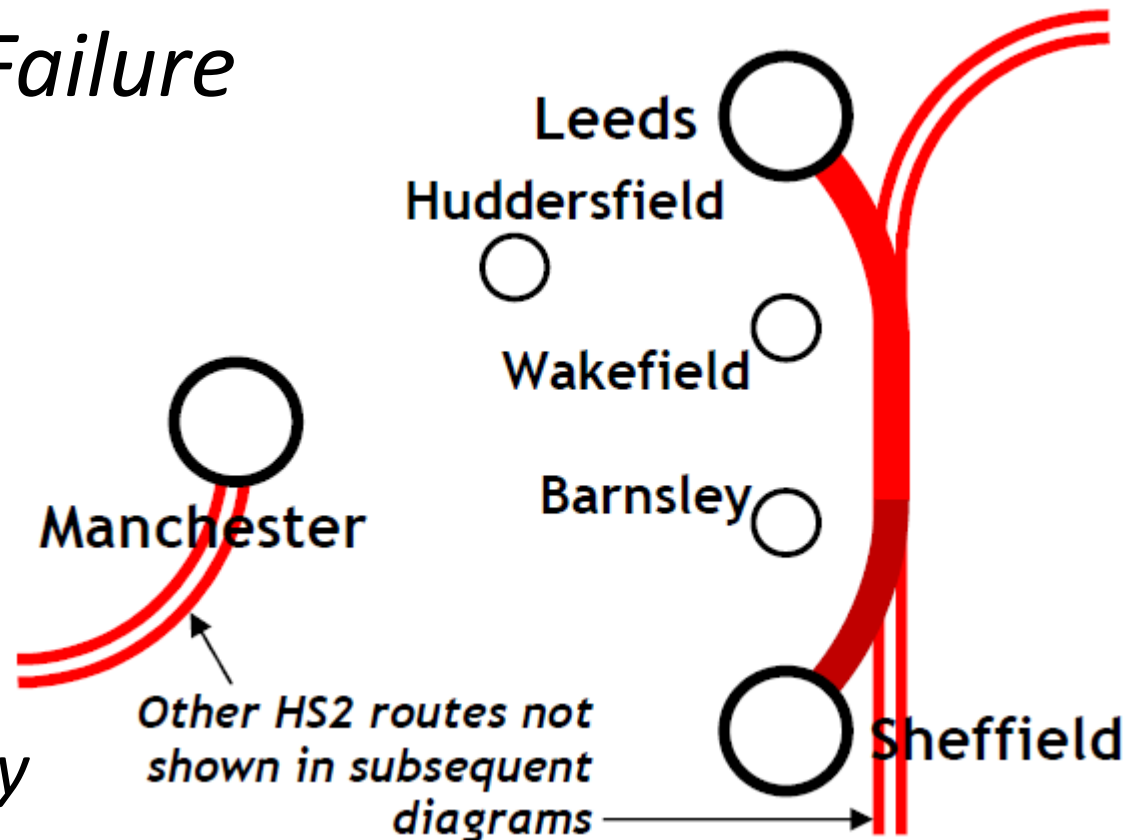 Failure
Leeds
Huddersfield
Wakefield
Barnsley
Manchester
Other HS2 routes not
shown in subsequent
diagrams
Sheffield
y